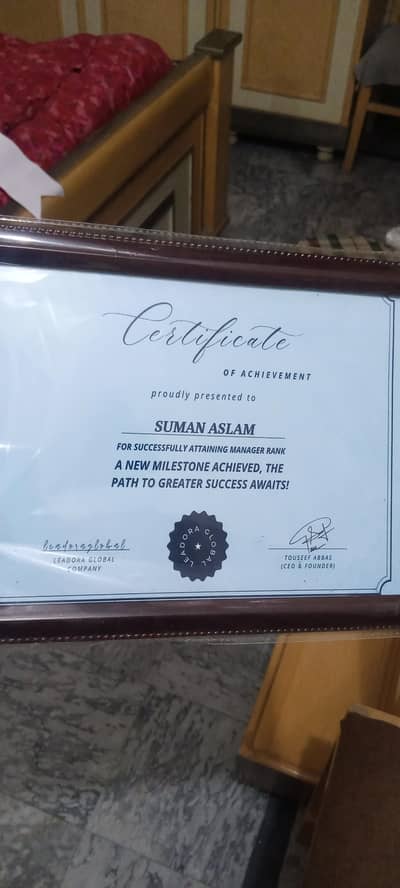 Certificate
OF ACHIEVEMENT
proudly presented to
SUMAN ASLAM
FOR SUCCESSFULLY ATTAINING MANAGER RANK
A NEW MILESTONE ACHIEVED, THE
PATH TO GREATER SUCCESS AWAITS!
LEADORA GLOBAL
leadoraglobal
LEADORA GLOBAL
COMPANY
TOUSEEF ABBAS
(CEO & FOUNDER)